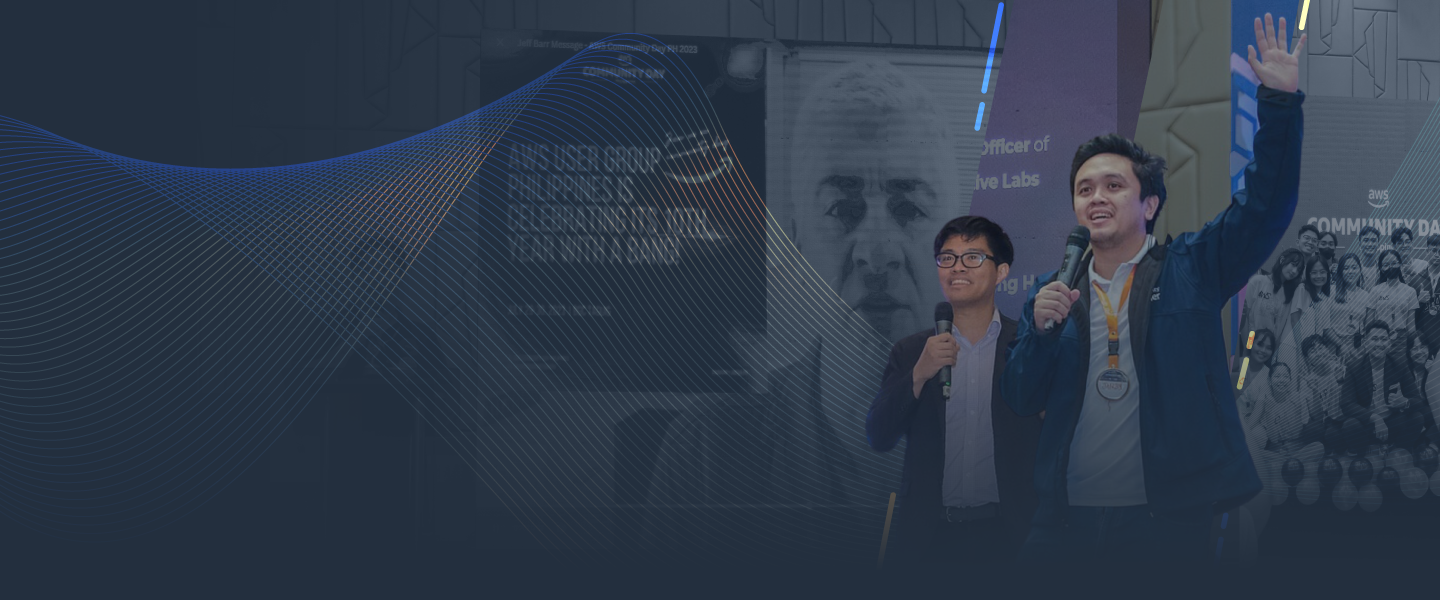 Jeff Barr Message - AWS Community Day PH 2023
aws
COMMUNITY DAY
AWS USER GROUP
PHILIPPINES IS
CELEBRATING ITS 10TH
YEAR WITH A BANG
Officer of
ive Labs
ng H
aws
COMMUNITY DA